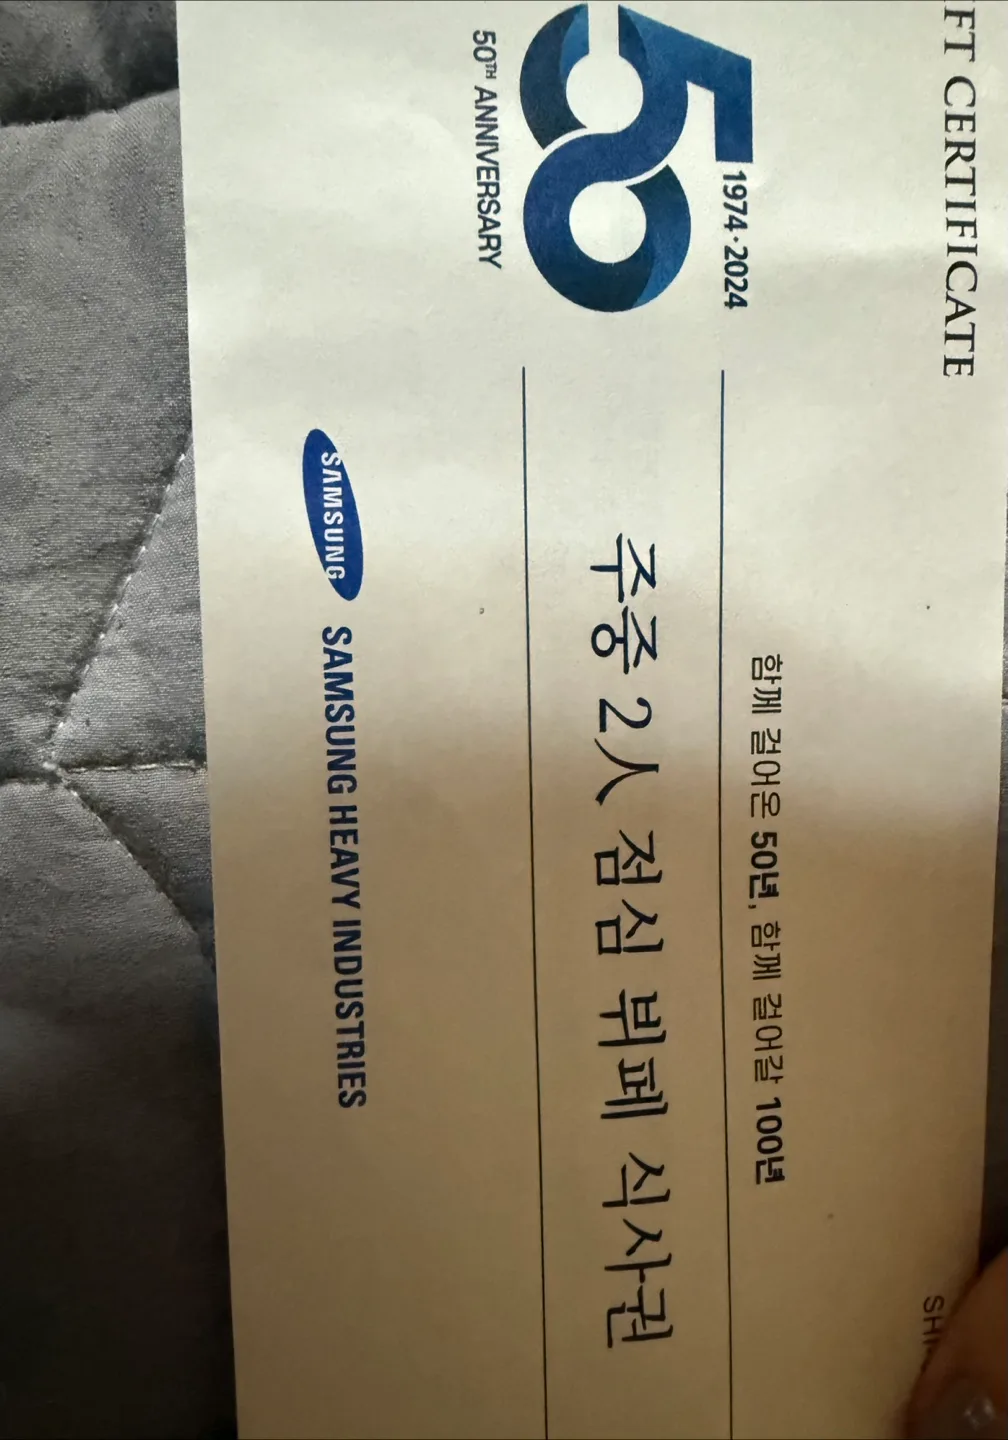 FT CERTIFICATE
SHI
함께 걸어온 50년, 함께 걸어갈 100년
1974·2024
50
50TH ANNIVERSARY
주중 2人 점심 뷔페 식사권
SAMSUNG SAMSUNG HEAVY INDUSTRIES